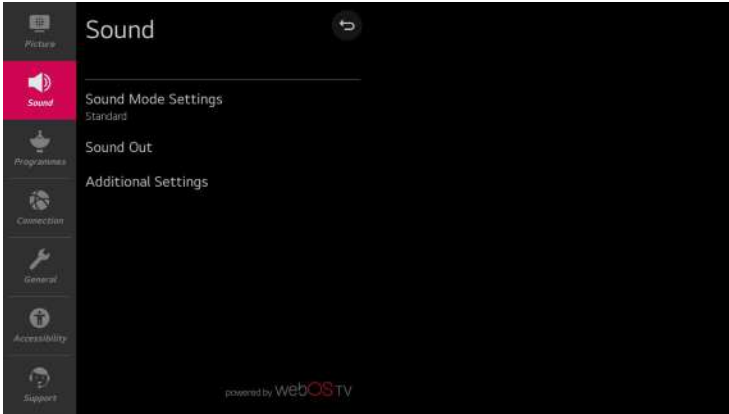 Picture
Sound
Programmes
Connection
General
Accessibility
Support
Sound
Sound Mode Settings
Standard
Sound Out
Additional Settings
powered by webOS TV